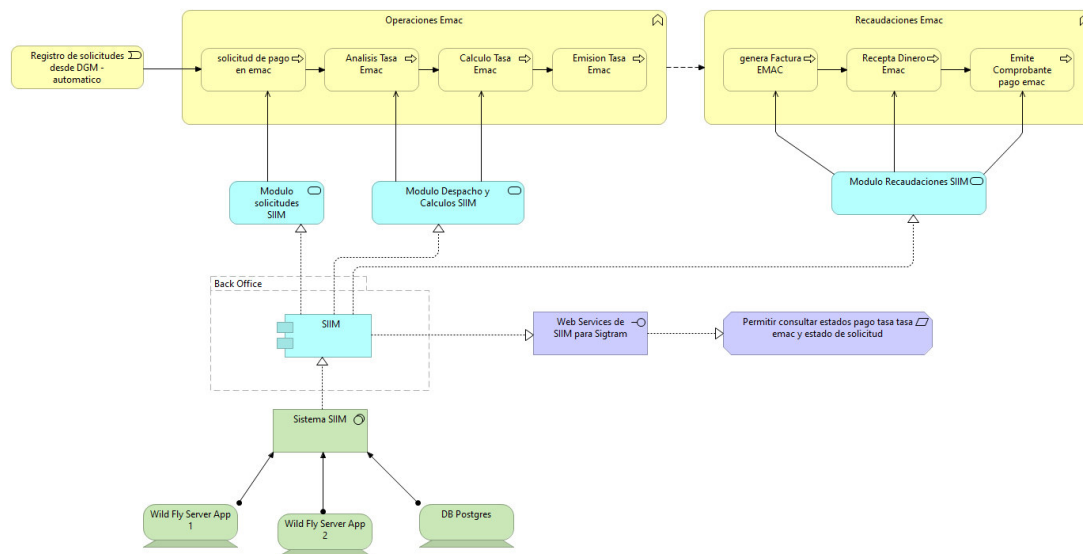 Operaciones Emac
Recaudaciones Emac
Registro de solicitudes
desde DGM -
automatico
solicitud de pago
en emac
Analisis Tasa
Emac
Calculo Tasa
Emac
Emision Tasa
Emac
genera Factura
EMAC
Recepta Dinero
Emac
Emite
Comprobante
pago emac
Modulo
solicitudes
SIIM
Modulo Despacho y
Calculos SIIM
Modulo Recaudaciones SIIM
Back Office
SIIM
Web Services de
SIIM para Sigtram
Permitir consultar estados pago tasa tasa
emac y estado de solicitud
Sistema SIIM
Wild Fly Server App
1
Wild Fly Server App
2
DB Postgres